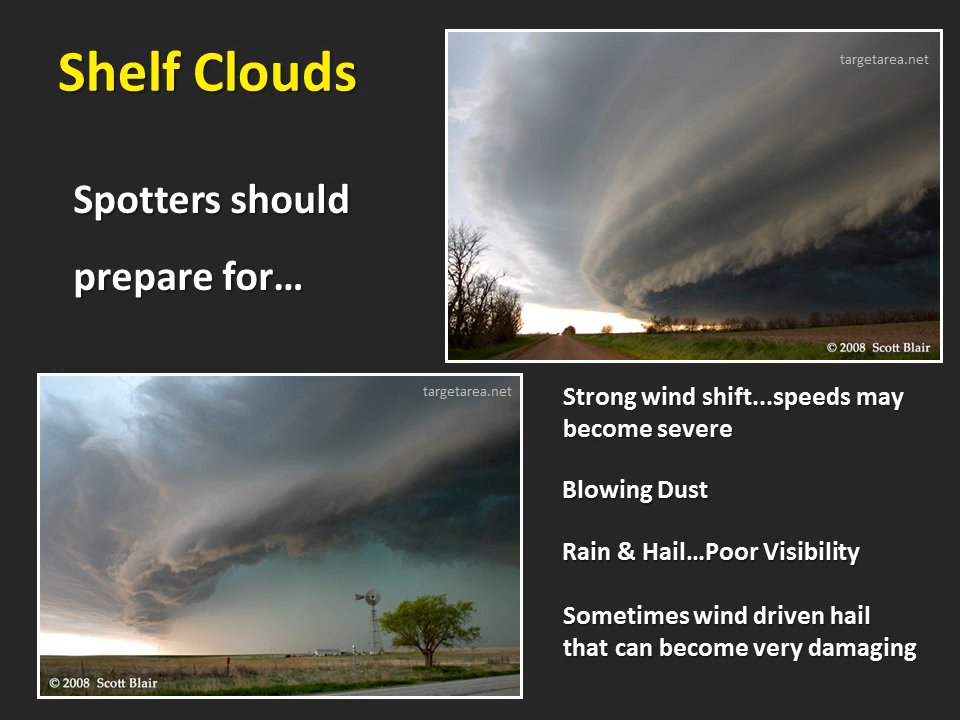 Shelf Clouds
targetarea.net
Spotters should
prepare for...
© 2008 Scott Blair
targetarea.net
© 2008 Scott Blair
Strong wind shift...speeds may
become severe
Blowing Dust
Rain & Hail...Poor Visibility
Sometimes wind driven hail
that can become very damaging